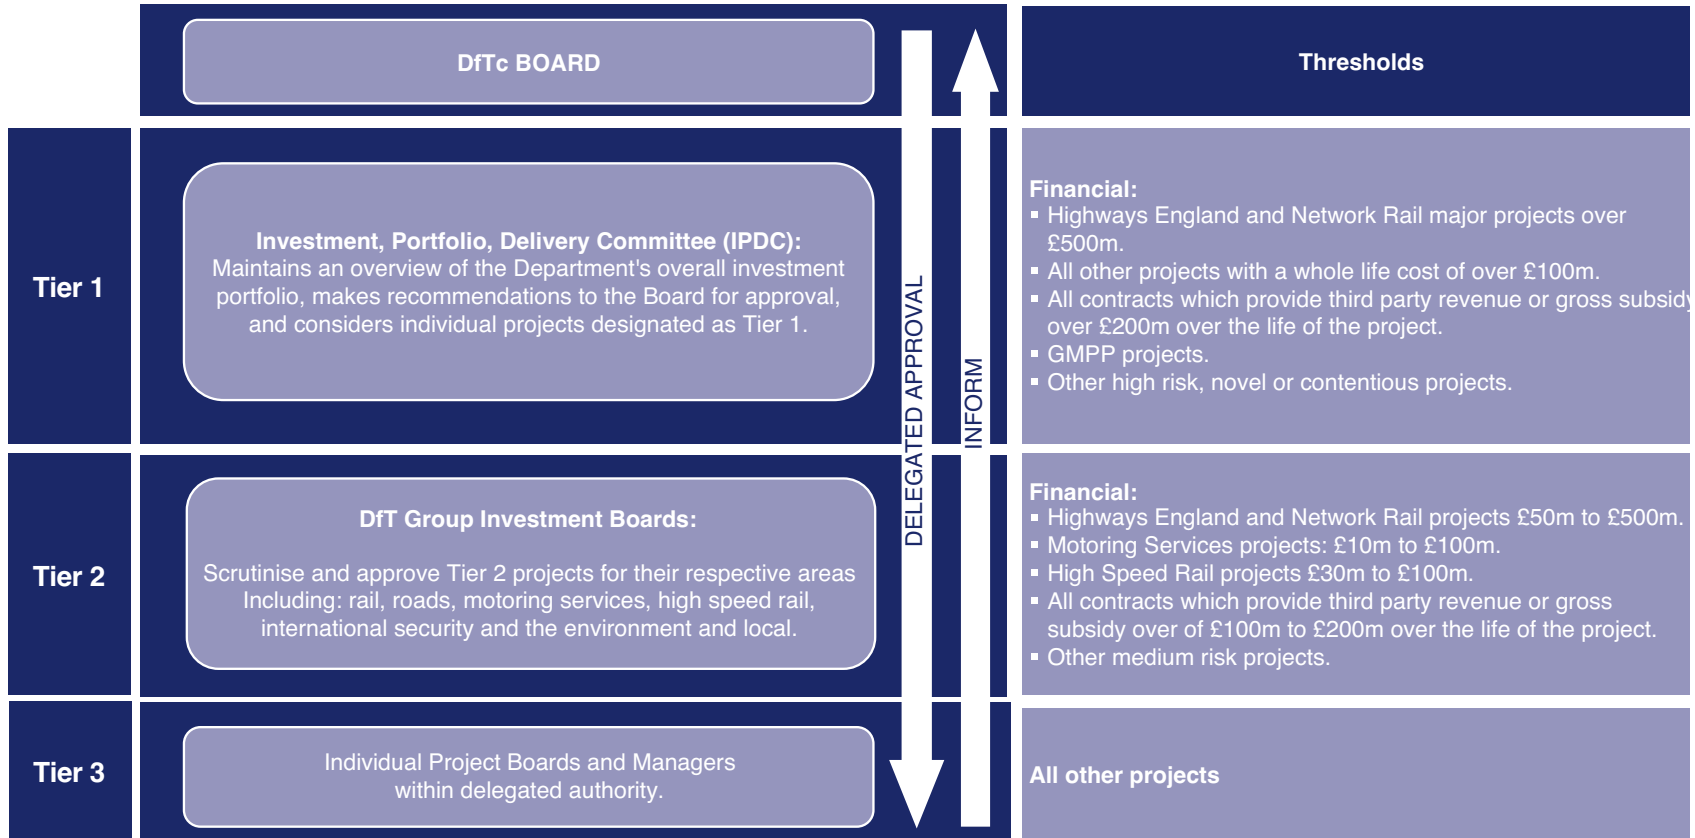 DfTc BOARD
Thresholds
Tier 1
Investment, Portfolio, Delivery Committee (IPDC):
Maintains an overview of the Department's overall investment
portfolio, makes recommendations to the Board for approval,
and considers individual projects designated as Tier 1.
DELEGATED APPROVAL
INFORM
Financial:
▪ Highways England and Network Rail major projects over
£500m.
▪ All other projects with a whole life cost of over £100m.
▪ All contracts which provide third party revenue or gross subsidy
over £200m over the life of the project.
▪ GMPP projects.
▪ Other high risk, novel or contentious projects.
Tier 2
DfT Group Investment Boards:
Scrutinise and approve Tier 2 projects for their respective areas
Including: rail, roads, motoring services, high speed rail,
international security and the environment and local.
Financial:
▪ Highways England and Network Rail projects £50m to £500m.
▪ Motoring Services projects: £10m to £100m.
▪ High Speed Rail projects £30m to £100m.
▪ All contracts which provide third party revenue or gross
subsidy over of £100m to £200m over the life of the project.
▪ Other medium risk projects.
Tier 3
Individual Project Boards and Managers
within delegated authority.
All other projects